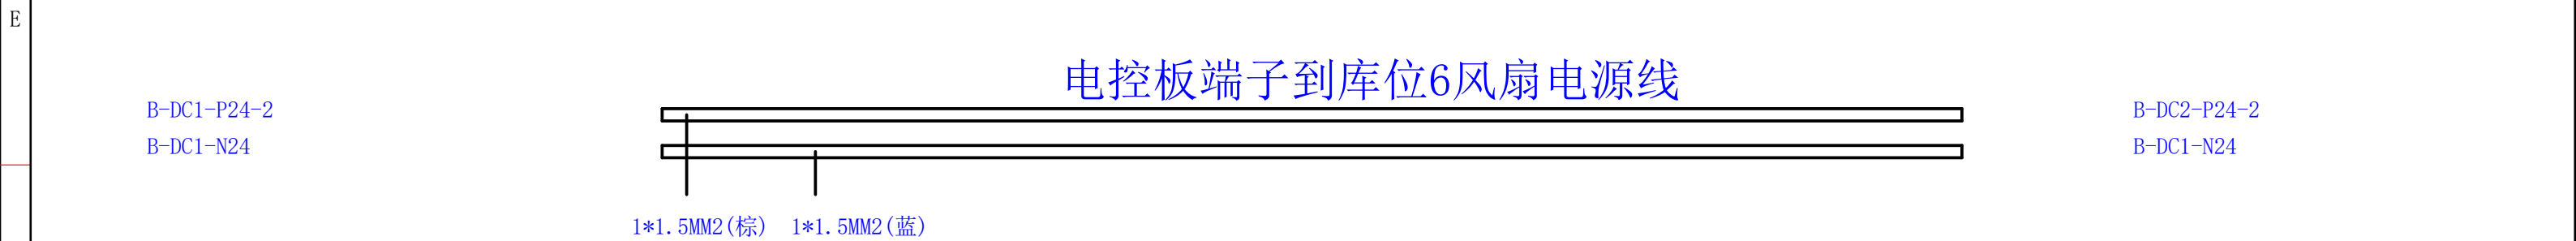 E
电控板端子到库位6风扇电源线
B-DC1-P24-2
B-DC2-P24-2
B-DC1-N24
B-DC1-N24
1*1.5MM2(棕)
1*1.5MM2(蓝)